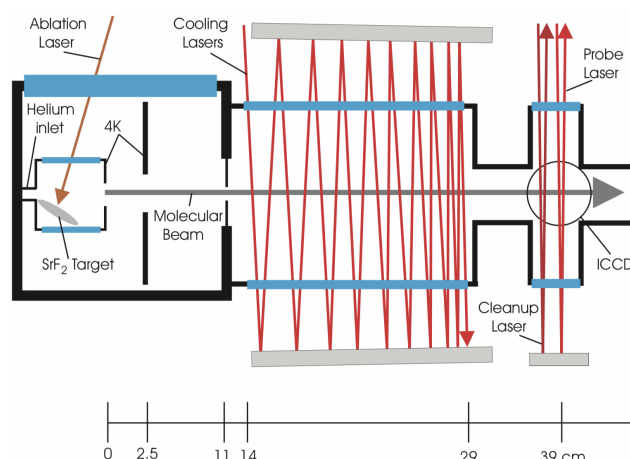 Ablation
Laser
Cooling
Lasers
Probe
Laser
Helium
inlet
4K
Molecular
Beam
SrF2 Target
ICCD
Cleanup
Laser
0
2.5
11
14
29
39 cm